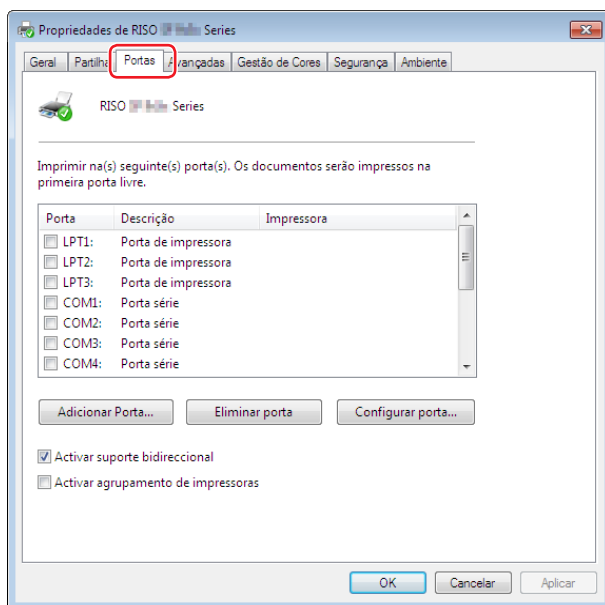 Propriedades de RISO Series
Geral Partilha Portas Avançadas Gestão de Cores Segurança Ambiente
RISO Series
Imprimir na(s) seguinte(s) porta(s). Os documentos serão impressos na
primeira porta livre.
Porta Descrição Impressora
LPT1: Porta de impressora
LPT2: Porta de impressora
LPT3: Porta de impressora
COM1: Porta série
COM2: Porta série
COM3: Porta série
COM4: Porta série
Adicionar Porta... Eliminar porta Configurar porta...
Activar suporte bidireccional
Activar agrupamento de impressoras
OK Cancelar Aplicar